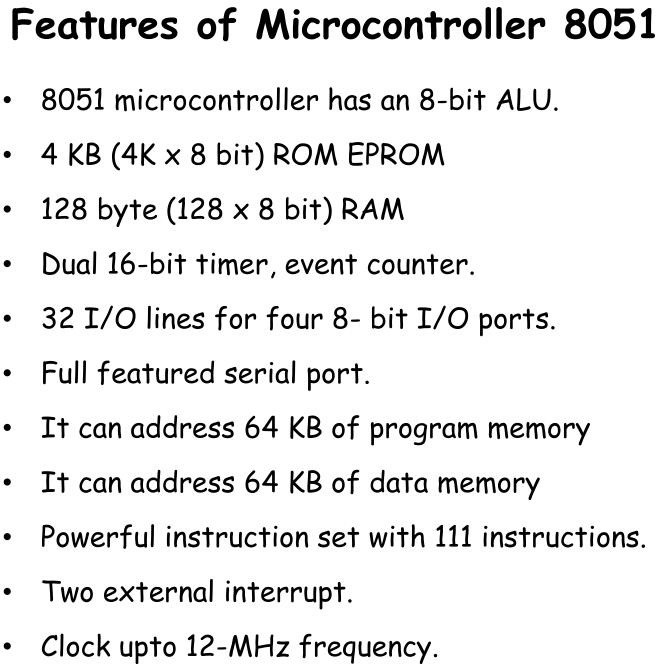 Features of Microcontroller 8051
• 8051 microcontroller has an 8-bit ALU.
• 4 KB (4K x 8 bit) ROM EPROM
• 128 byte (128 x 8 bit) RAM
• Dual 16-bit timer, event counter.
• 32 I/O lines for four 8- bit I/O ports.
• Full featured serial port.
• It can address 64 KB of program memory
• It can address 64 KB of data memory
• Powerful instruction set with 111 instructions.
• Two external interrupt.
• Clock upto 12-MHz frequency.